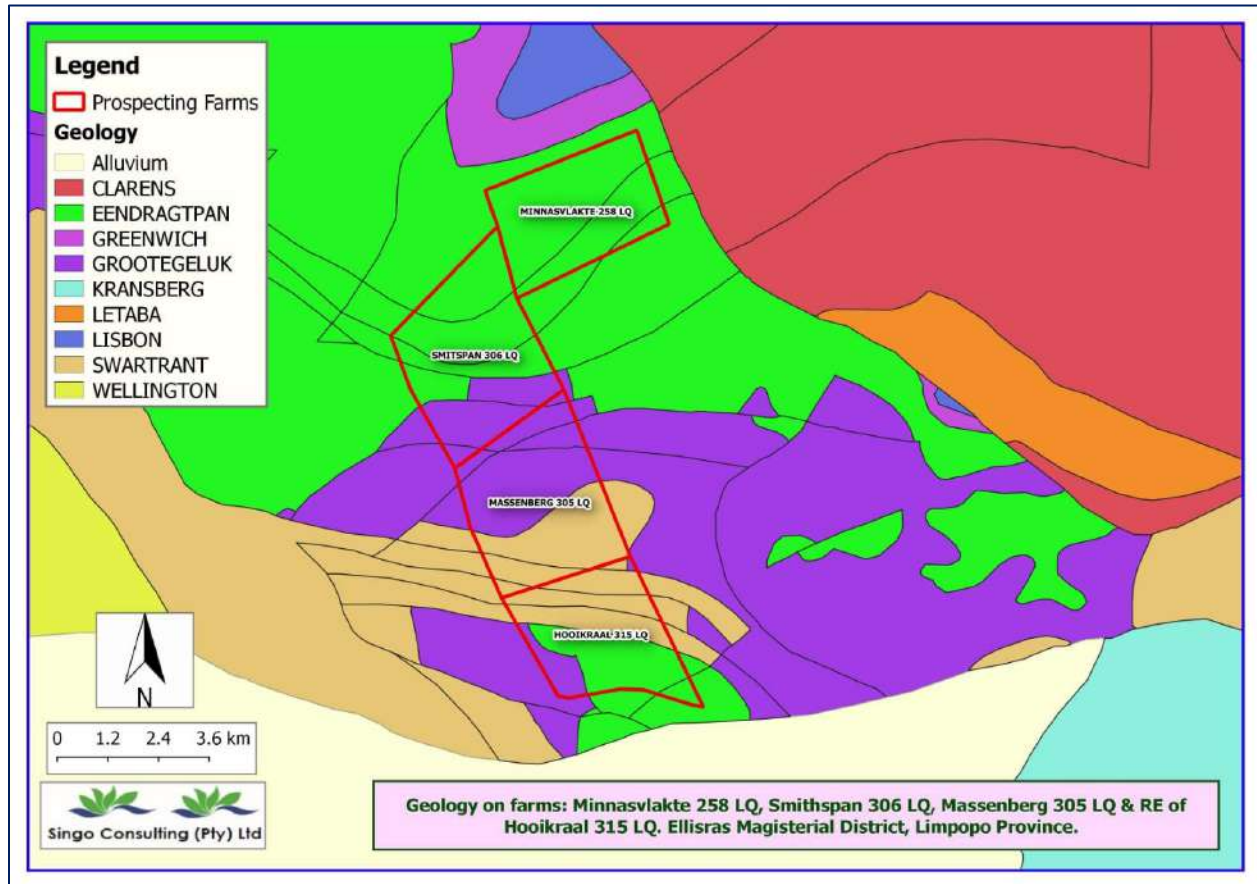 Legend
Prospecting Farms
Geology
Alluvium
CLARENS
EENDRAGTPAN
GREENWICH
GROOTEGELUK
KRANSBERG
LETABA
LISBON
SWARTRANT
WELLINGTON
MINNASVLAKTE 258 LQ
SMITSPAN 306 LQ
MASSENBERG 305 LQ
HOOIKRAAL 315 LQ
N
0 1.2 2.4 3.6 km
Singo Consulting (Pty) Ltd
Geology on farms: Minnasvlakte 258 LQ, Smithspan 306 LQ, Massenberg 305 LQ & RE of
Hooikraal 315 LQ. Ellisras Magisterial District, Limpopo Province.